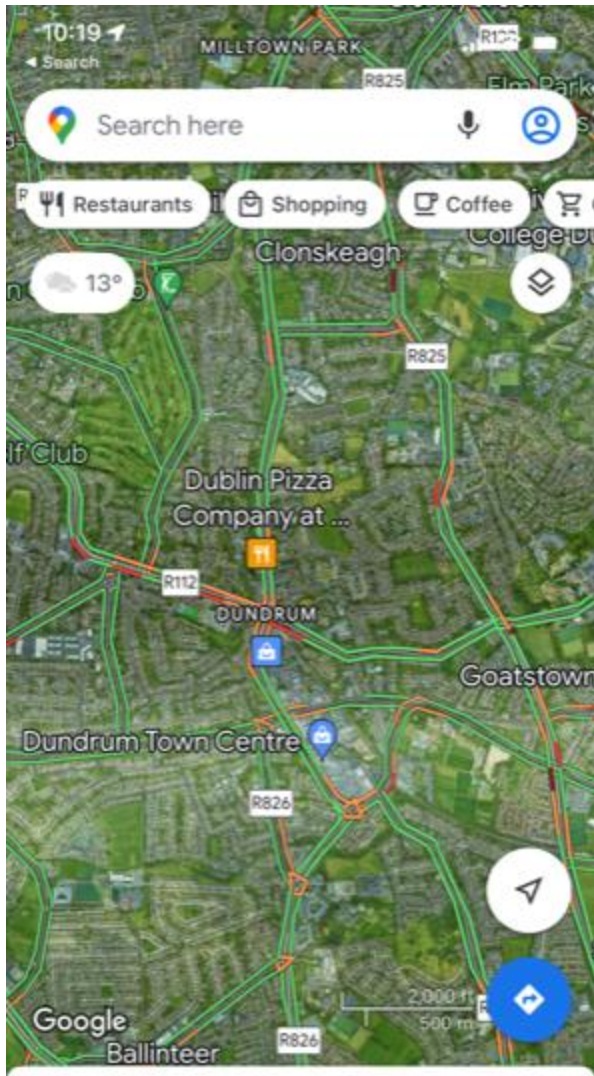 10:19
Search
MILLTOWN PARK
R825
Elm Park
Search here
Restaurants
Shopping
Coffee
Clonskeagh
13°
R825
lf Club
Dublin Pizza
Company at ...
R112
DUNDRUM
Goatstown
Dundrum Town Centre
R826
2,000 ft
500 m
Google
R826
Ballinteer